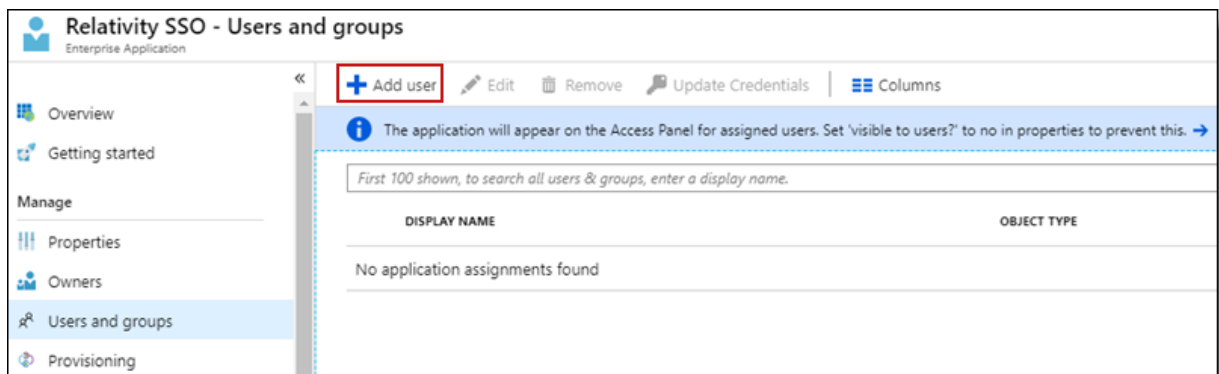 Relativity SSO - Users and groups
Enterprise Application
«
Overview
Getting started
Manage
Properties
Owners
Users and groups
Provisioning
Add user Edit Remove Update Credentials Columns
The application will appear on the Access Panel for assigned users. Set 'visible to users?' to no in properties to prevent this. →
First 100 shown, to search all users & groups, enter a display name.
DISPLAY NAME OBJECT TYPE
No application assignments found